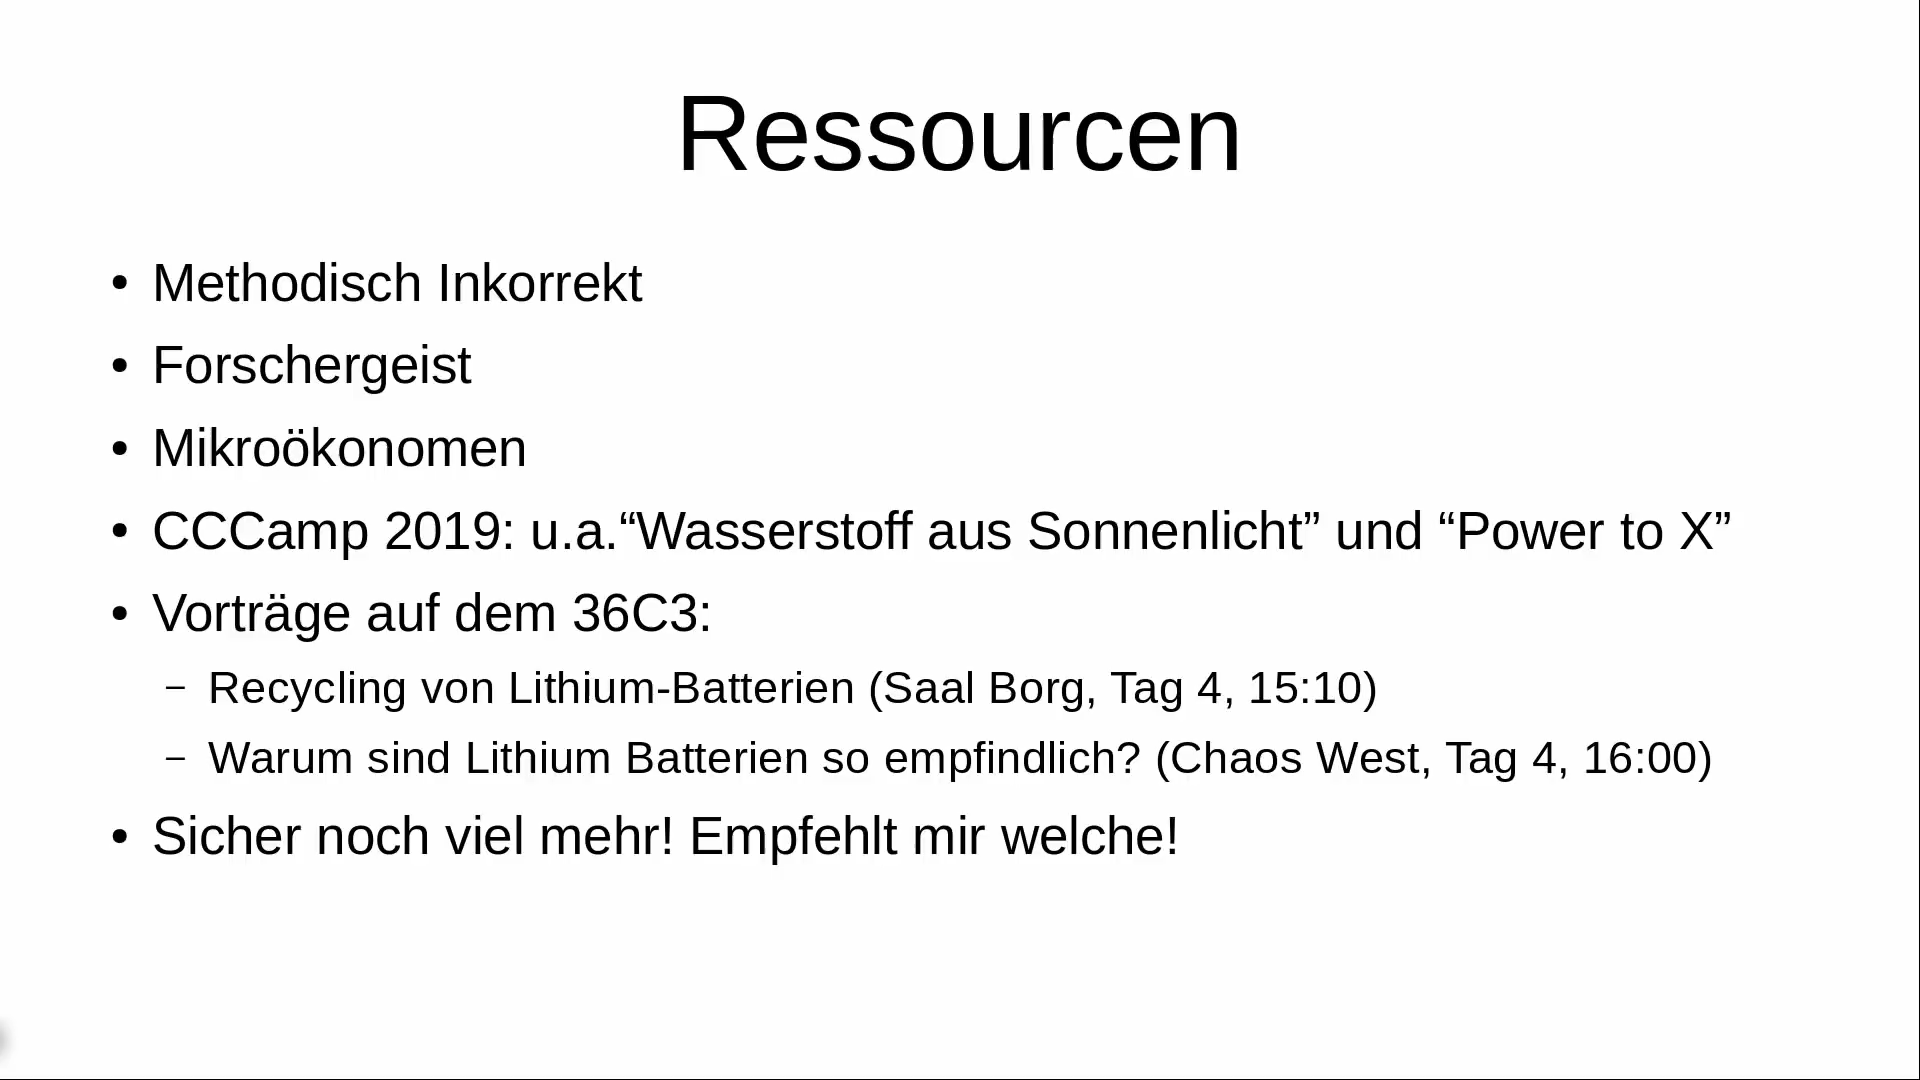 Ressourcen
• Methodisch Inkorrekt
• Forschergeist
• Mikroökonomen
• CCCamp 2019: u.a.“Wasserstoff aus Sonnenlicht” und “Power to X”
• Vorträge auf dem 36C3:
– Recycling von Lithium-Batterien (Saal Borg, Tag 4, 15:10)
– Warum sind Lithium Batterien so empfindlich? (Chaos West, Tag 4, 16:00)
• Sicher noch viel mehr! Empfehlt mir welche!